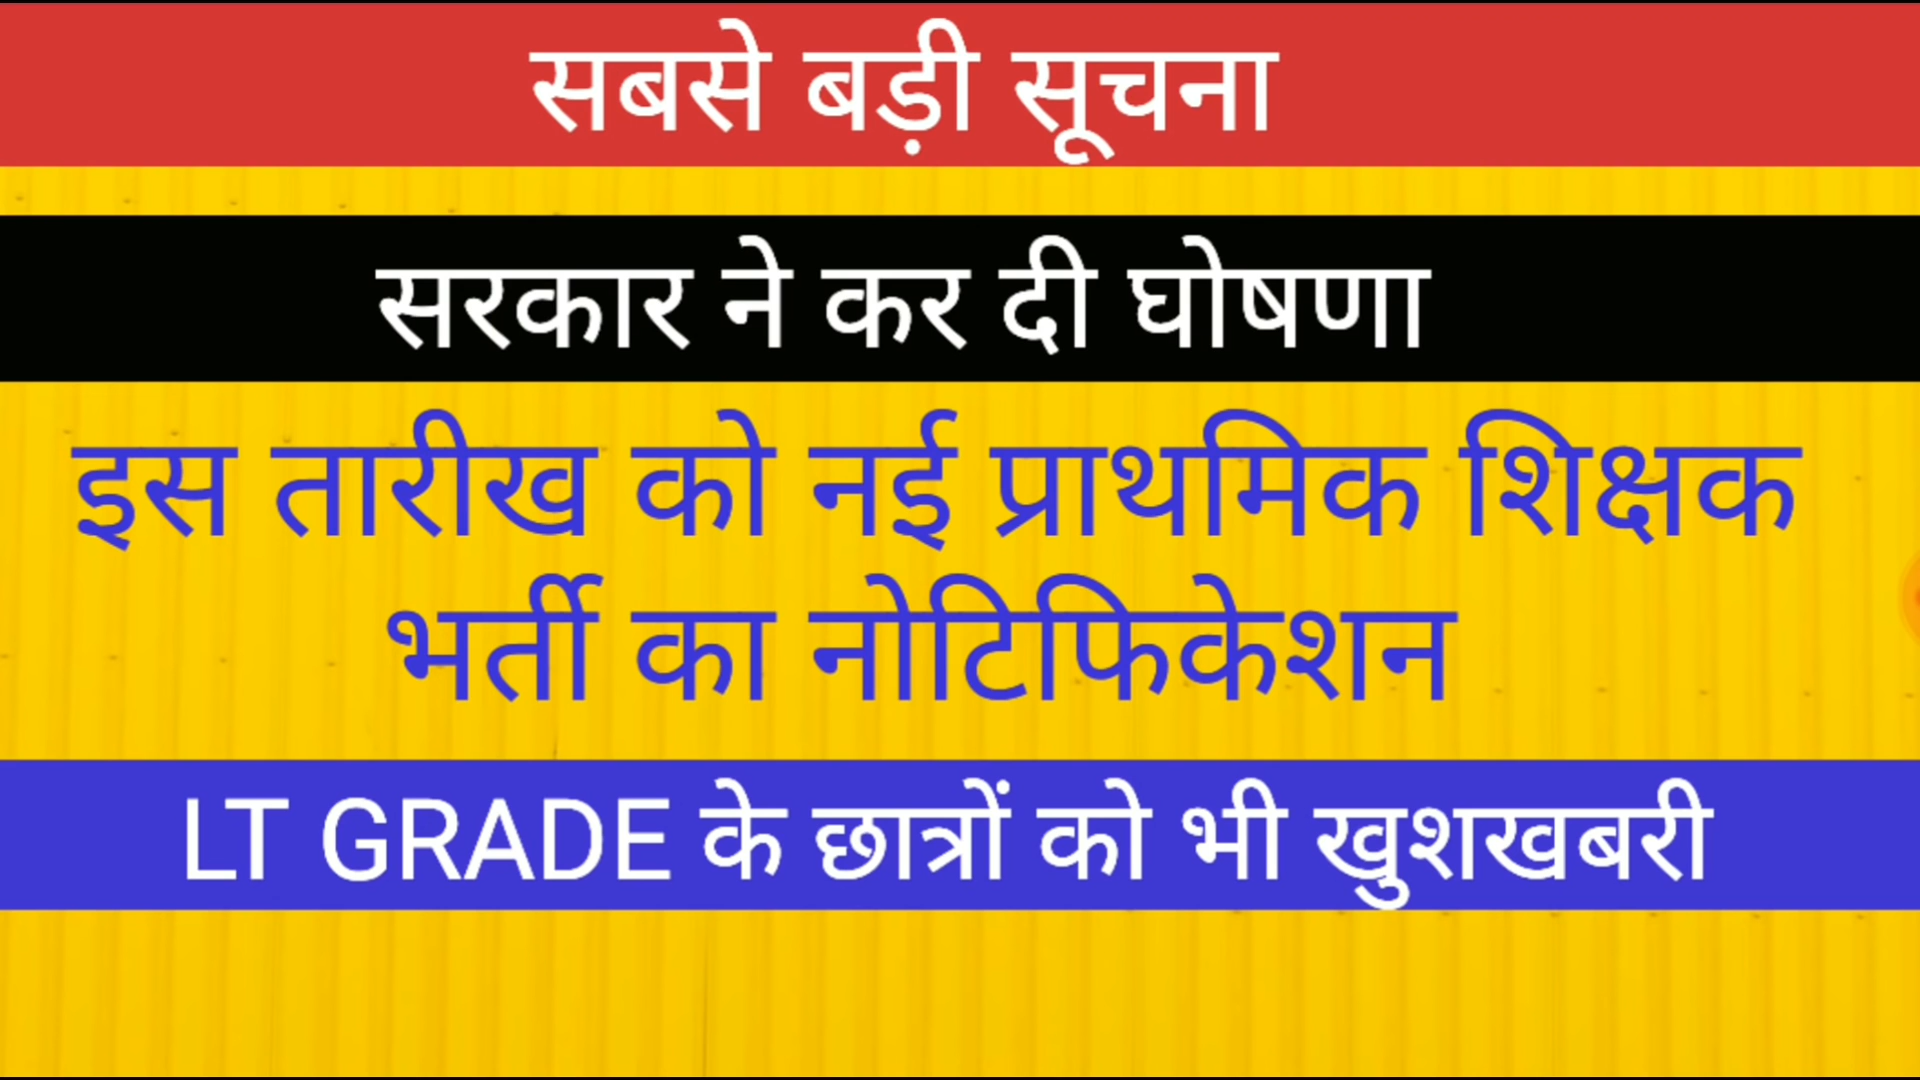 सबसे बड़ी सूचना
सरकार ने कर दी घोषणा
इस तारीख को नई प्राथमिक शिक्षक
भर्ती का नोटिफिकेशन
LT GRADE के छात्रों को भी खुशखबरी